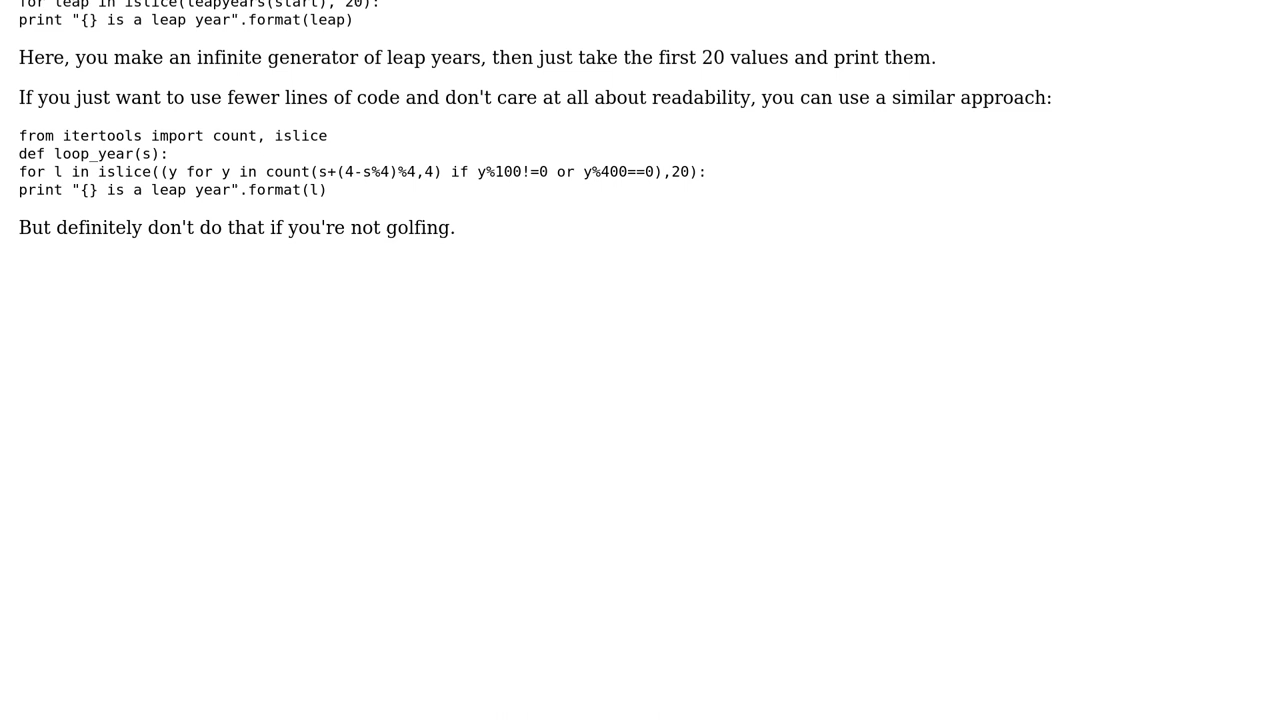 for leap in islice(leapyears(start), 20):
print "{} is a leap year".format(leap)
Here, you make an infinite generator of leap years, then just take the first 20 values and print them.
If you just want to use fewer lines of code and don't care at all about readability, you can use a similar approach:
from itertools import count, islice
def loop_year(s):
for l in islice((y for y in count(s+(4-s%4)%4,4) if y%100!=0 or y%400==0),20):
print "{} is a leap year".format(l)
But definitely don't do that if you're not golfing.